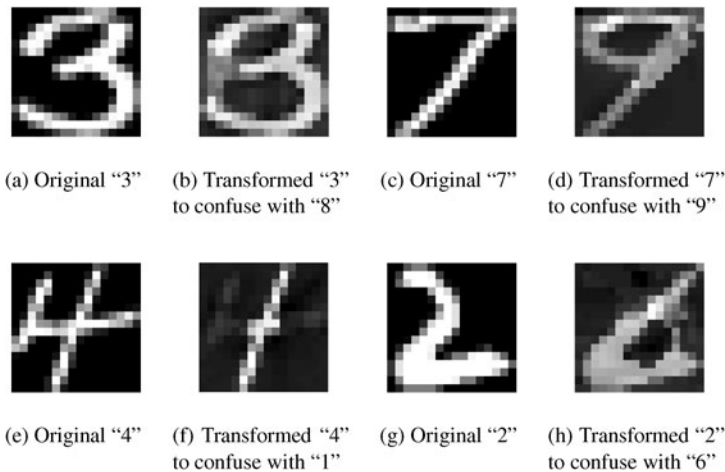 (a) Original “3”
(b) Transformed “3”
to confuse with “8”
(c) Original “7”
(d) Transformed “7”
to confuse with “9”
(e) Original “4”
(f) Transformed “4”
to confuse with “1”
(g) Original “2”
(h) Transformed “2”
to confuse with “6”